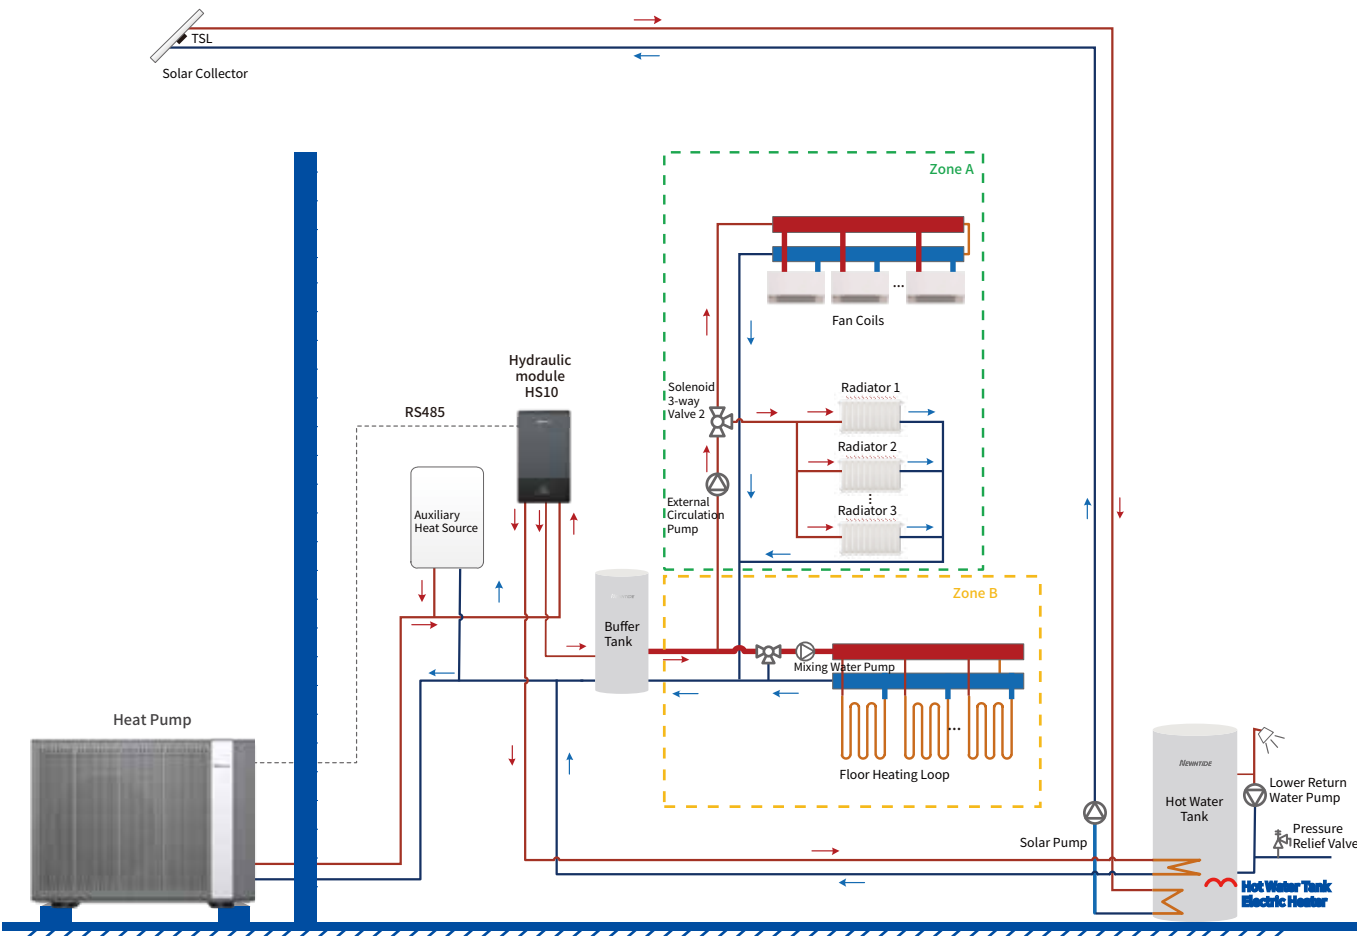 TSL
Solar Collector
Zone A
Fan Coils
Hydraulic
module
HS10
RS485
Solenoid
3-way
Valve 2
Radiator 1
Radiator 2
Radiator 3
External
Circulation
Pump
Auxiliary
Heat Source
Zone B
Buffer
Tank
Mixing Water Pump
Floor Heating Loop
Heat Pump
NEWNTIDE
Hot Water
Tank
Lower Return
Water Pump
Pressure
Relief Valve
Solar Pump
Hot Water Tank
Electric Heater